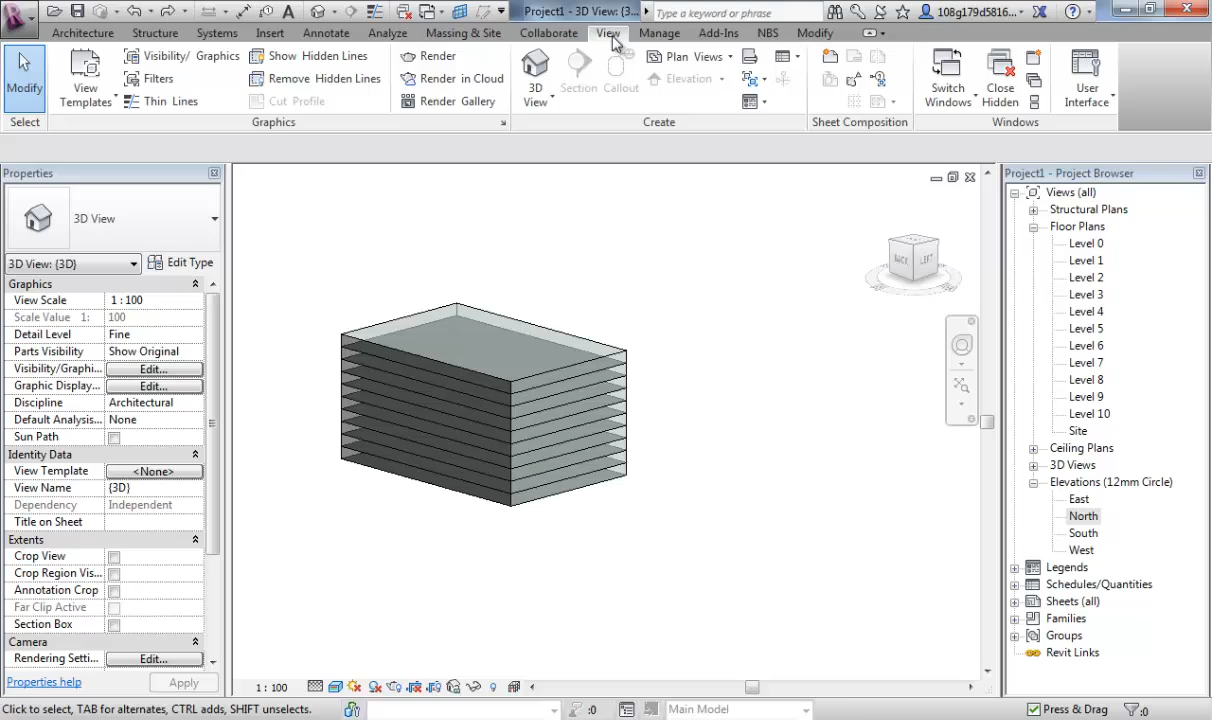 Project1 - 3D View: {3...
Type a keyword or phrase
108g179d5816...
Architecture Structure Systems Insert Annotate Analyze Massing & Site Collaborate View Manage Add-Ins NBS Modify
Modify
Select
View
Templates
Visibility/ Graphics
Filters
Thin Lines
Show Hidden Lines
Remove Hidden Lines
Cut Profile
Render
Render in Cloud
Render Gallery
Graphics
3D
View
Section
Callout
Plan Views
Elevation
Create
Sheet Composition
Switch
Windows
Close
Hidden
User
Interface
Windows
Properties
3D View
3D View: {3D}
Edit Type
Graphics
View Scale 1 : 100
Scale Value 1: 100
Detail Level Fine
Parts Visibility Show Original
Visibility/Graphi... Edit...
Graphic Display... Edit...
Discipline Architectural
Default Analysis... None
Sun Path
Identity Data
View Template <None>
View Name {3D}
Dependency Independent
Title on Sheet
Extents
Crop View
Crop Region Vis...
Annotation Crop
Far Clip Active
Section Box
Camera
Rendering Setti... Edit...
Properties help
Apply
BACK LEFT
1 : 100
Project1 - Project Browser
Views (all)
Structural Plans
Floor Plans
Level 0
Level 1
Level 2
Level 3
Level 4
Level 5
Level 6
Level 7
Level 8
Level 9
Level 10
Site
Ceiling Plans
3D Views
Elevations (12mm Circle)
East
North
South
West
Legends
Schedules/Quantities
Sheets (all)
Families
Groups
Revit Links
Click to select, TAB for alternates, CTRL adds, SHIFT unselects.
:0
Main Model
Press & Drag
:0